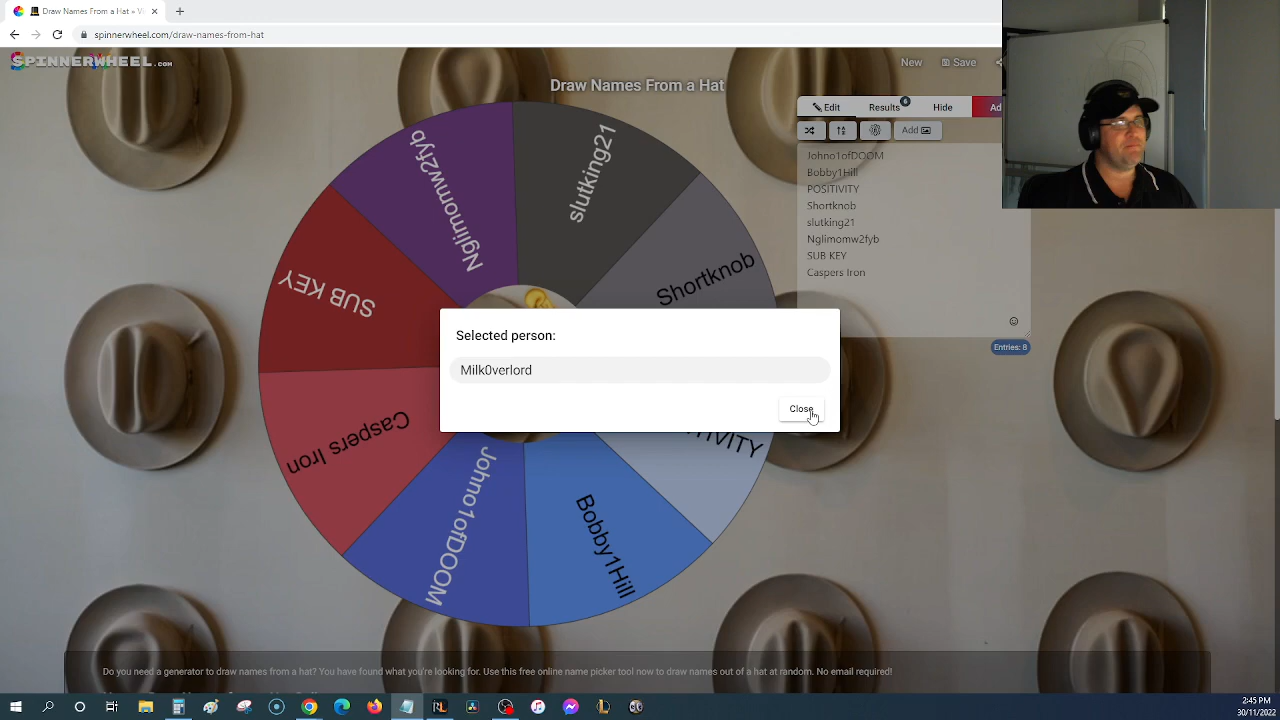 Draw Names From a Hat » Vi
spinnerwheel.com/draw-names-from-hat
SPINNERWHEEL.COM
New
Save
Draw Names From a Hat
Edit
Results
6
Hide
Ad
Add
Johno1ofDOOM
Bobby1Hill
POSITIVITY
Shortknob
slutking21
Nglimomw2fyb
SUB KEY
Caspers Iron
Entries: 8
Nglimomw2fyb
slutking21
Shortknob
SUB KEY
Selected person:
Milk0verlord
Close
Caspers Iron
TIVITY
Johno1ofDOOM
Bobby1Hill
Do you need a generator to draw names from a hat? You have found what you're looking for. Use this free online name picker tool now to draw names out of a hat at random. No email required!
2:45 PM
30/11/2022